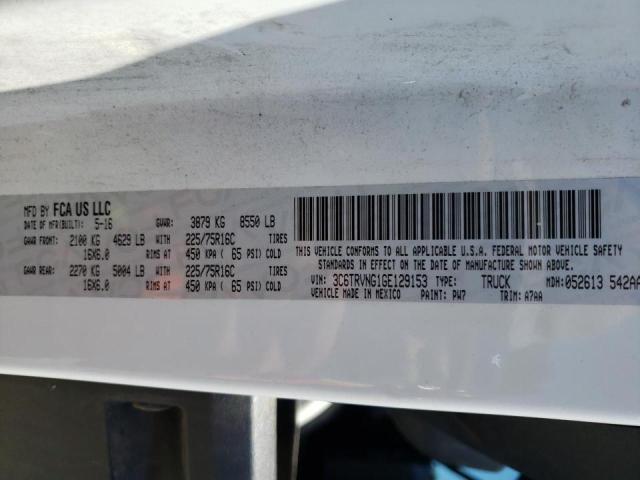 MFD BY FCA US LLC
DATE OF MFR(BUILT): 5-16 GVWR: 3879 KG 8550 LB
GAWR FRONT: 2100 KG 4629 LB WITH 225/75R16C TIRES
16X6.0 RIMS AT 450 KPA ( 65 PSI) COLD
GAWR REAR: 2270 KG 5004 LB WITH 225/75R16C TIRES
16X6.0 RIMS AT 450 KPA ( 65 PSI) COLD
THIS VEHICLE CONFORMS TO ALL APPLICABLE U.S.A. FEDERAL MOTOR VEHICLE SAFETY
STANDARDS IN EFFECT ON THE DATE OF MANUFACTURE SHOWN ABOVE.
VIN: 3C6TRVNG1GE129153 TYPE: TRUCK MDH:052613 542AA
VEHICLE MADE IN MEXICO PAINT: PW7 TRIM: A7AA